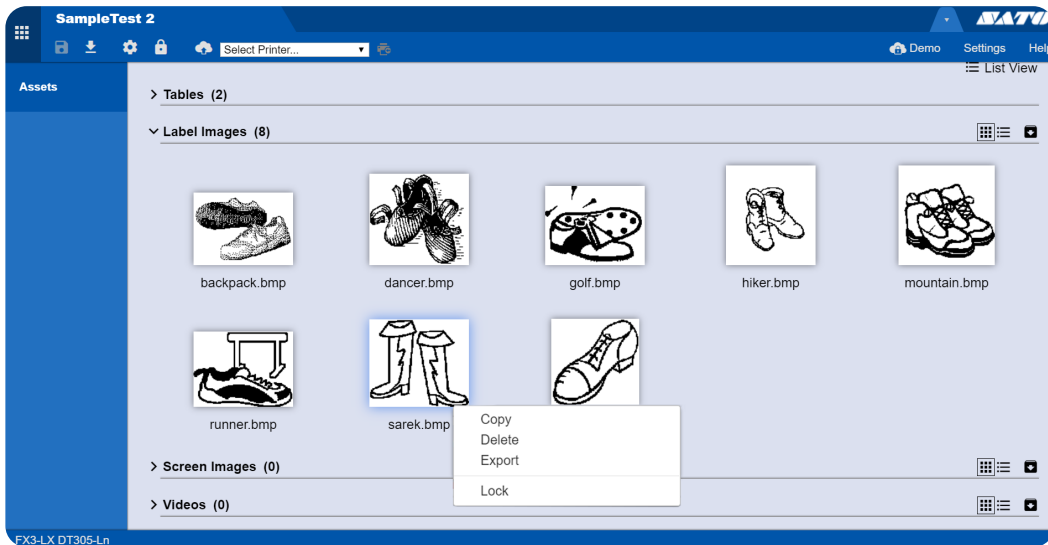 SampleTest 2
SATO
Select Printer...
Demo
Settings
Help
List View
Assets
Tables (2)
Label Images (8)
backpack.bmp
dancer.bmp
golf.bmp
hiker.bmp
mountain.bmp
runner.bmp
sarek.bmp
Copy
Delete
Export
Lock
Screen Images (0)
Videos (0)
FX3-LX DT305-Ln